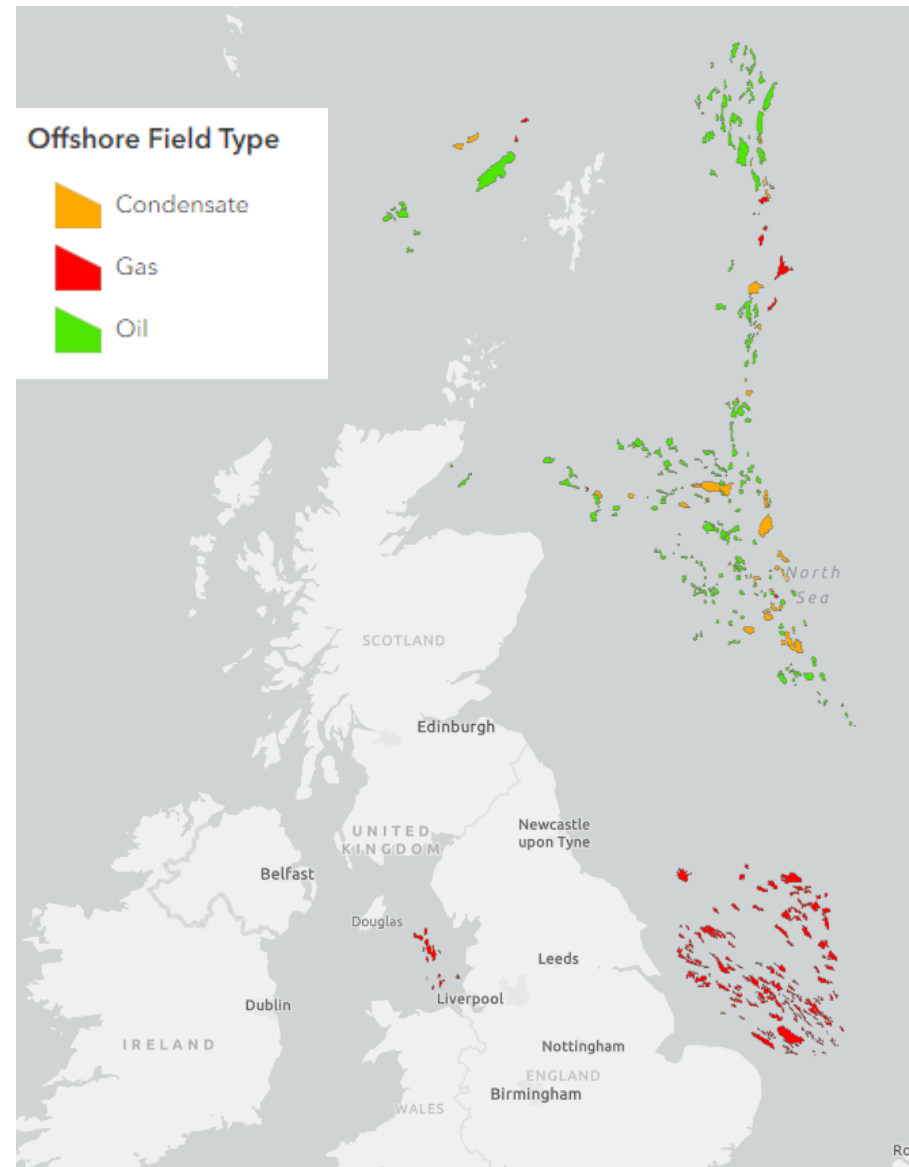 Offshore Field Type
Condensate
Gas
Oil
North
Sea
SCOTLAND
Edinburgh
Newcastle
upon Tyne
UNITED
KINGDOM
Belfast
Douglas
Leeds
Dublin
Liverpool
IRELAND
Nottingham
ENGLAND
Birmingham
WALES
Ro